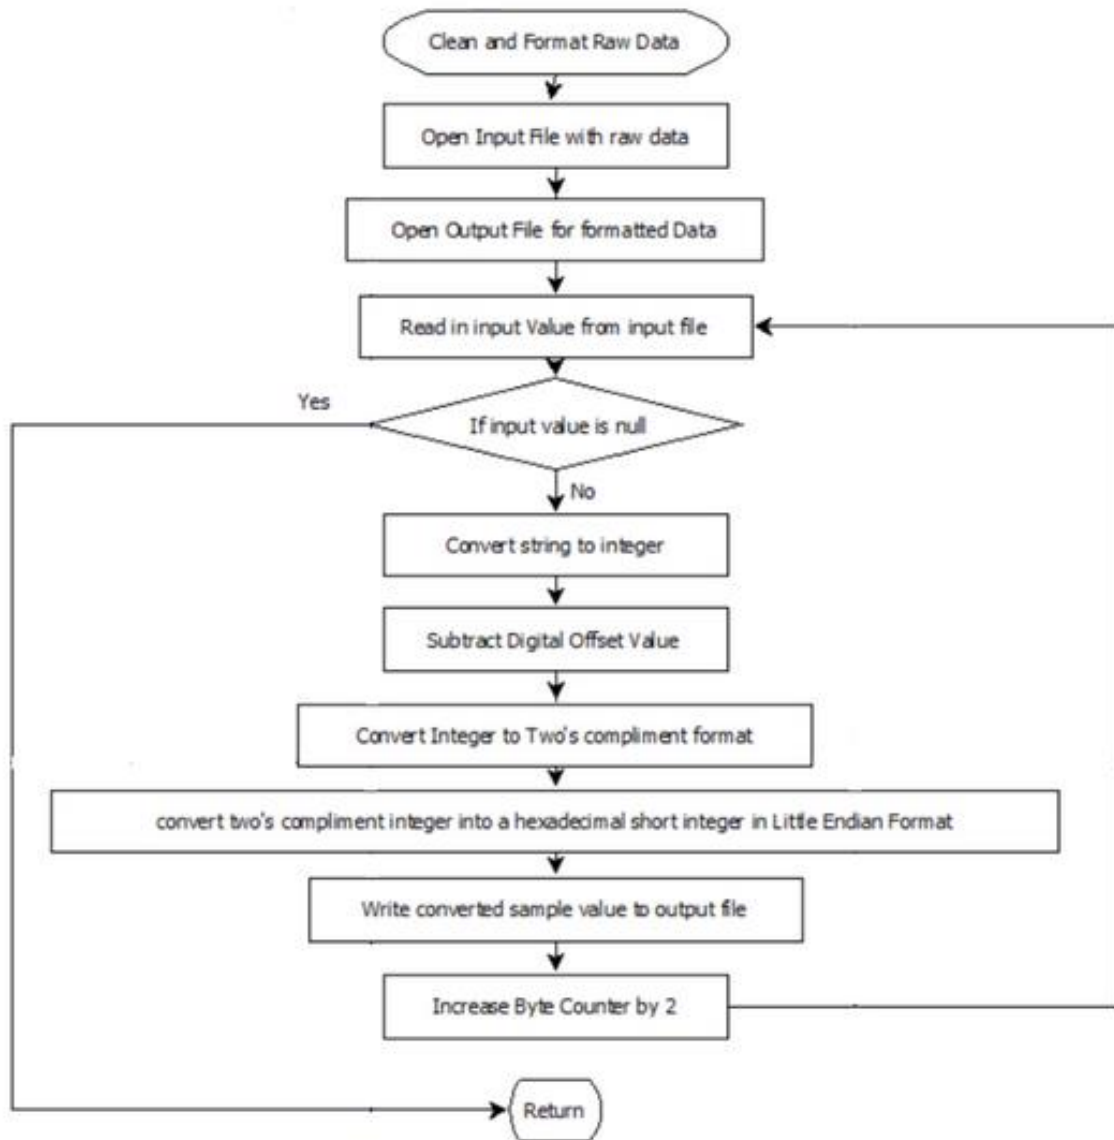 Clean and Format Raw Data
Open Input File with raw data
Open Output File for formatted Data
Read in input Value from input file
Yes
If input value is null
No
Convert string to integer
Subtract Digital Offset Value
Convert Integer to Two's compliment format
convert two's compliment integer into a hexadecimal short integer in Little Endian Format
Write converted sample value to output file
Increase Byte Counter by 2
Return